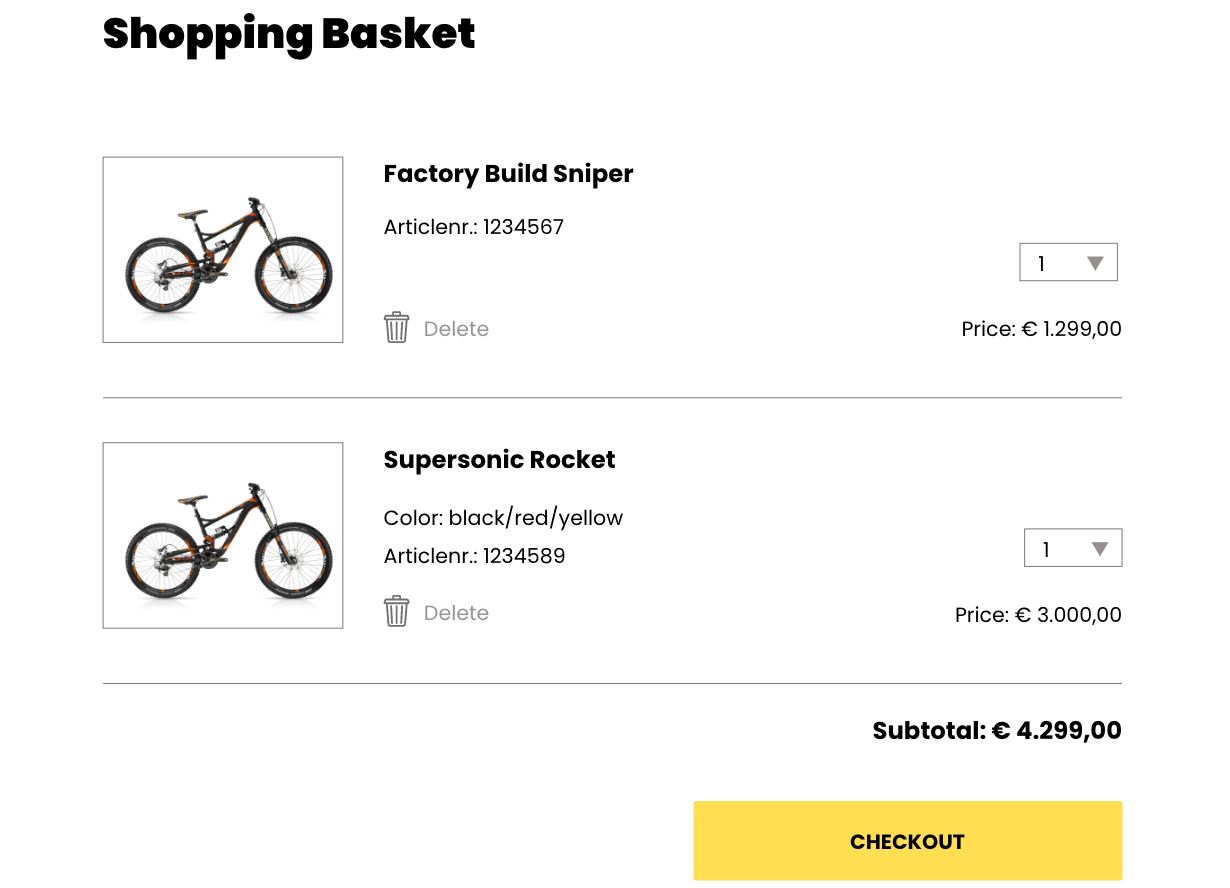 Shopping Basket
Factory Build Sniper
Articlenr.: 1234567
1
Delete
Price: € 1.299,00
Supersonic Rocket
Color: black/red/yellow
Articlenr.: 1234589
1
Delete
Price: € 3.000,00
Subtotal: € 4.299,00
CHECKOUT